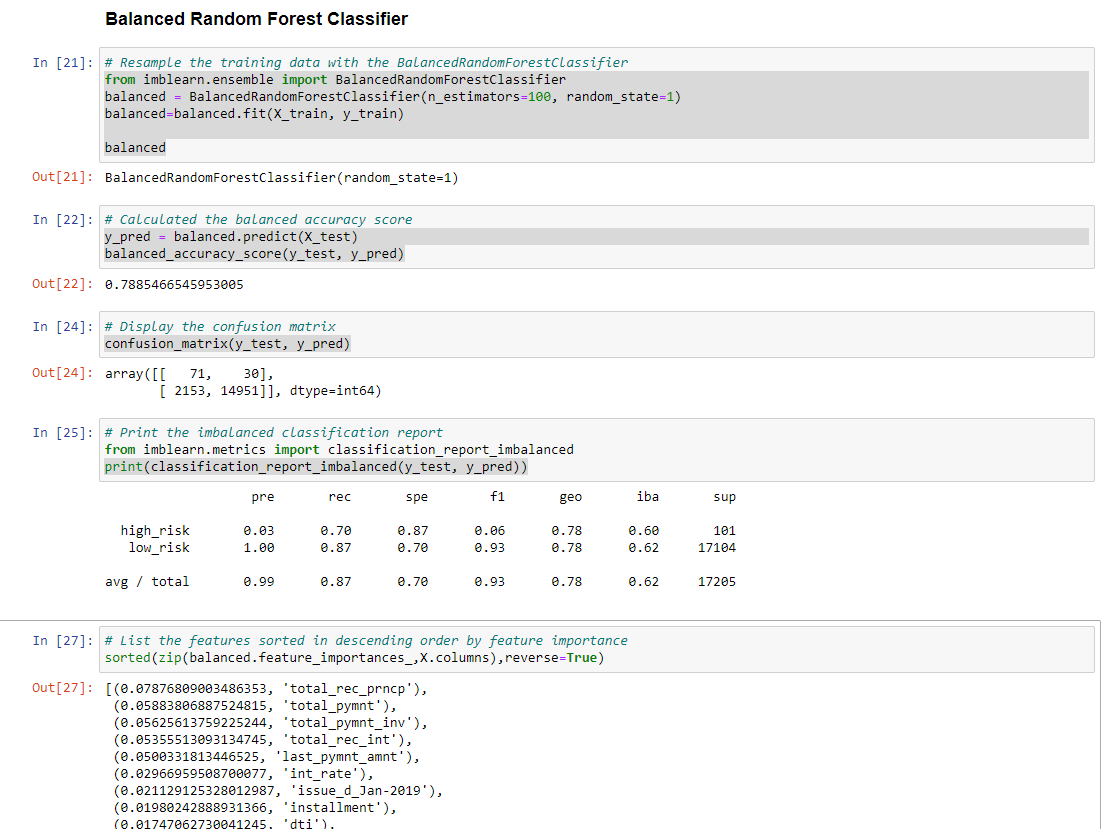 Balanced Random Forest Classifier
In [21]: # Resample the training data with the BalancedRandomForestClassifier
from imblearn.ensemble import BalancedRandomForestClassifier
balanced = BalancedRandomForestClassifier(n_estimators=100, random_state=1)
balanced=balanced.fit(X_train, y_train)
balanced
Out[21]: BalancedRandomForestClassifier(random_state=1)
In [22]: # Calculated the balanced accuracy score
y_pred = balanced.predict(X_test)
balanced_accuracy_score(y_test, y_pred)
Out[22]: 0.7885466545953005
In [24]: # Display the confusion matrix
confusion_matrix(y_test, y_pred)
Out[24]: array([[ 71, 30],
[ 2153, 14951]], dtype=int64)
In [25]: # Print the imbalanced classification report
from imblearn.metrics import classification_report_imbalanced
print(classification_report_imbalanced(y_test, y_pred))
pre rec spe f1 geo iba sup
high_risk 0.03 0.70 0.87 0.06 0.78 0.60 101
low_risk 1.00 0.87 0.70 0.93 0.78 0.62 17104
avg / total 0.99 0.87 0.70 0.93 0.78 0.62 17205
In [27]: # List the features sorted in descending order by feature importance
sorted(zip(balanced.feature_importances_,X.columns),reverse=True)
Out[27]: [(0.07876809003486353, 'total_rec_prncp'),
(0.05883806887524815, 'total_pymnt'),
(0.05625613759225244, 'total_pymnt_inv'),
(0.05355513093134745, 'total_rec_int'),
(0.0500331813446525, 'last_pymnt_amnt'),
(0.02966959508700077, 'int_rate'),
(0.021129125328012987, 'issue_d_Jan-2019'),
(0.01980242888931366, 'installment'),
(0.01747062730041245, 'dti'),